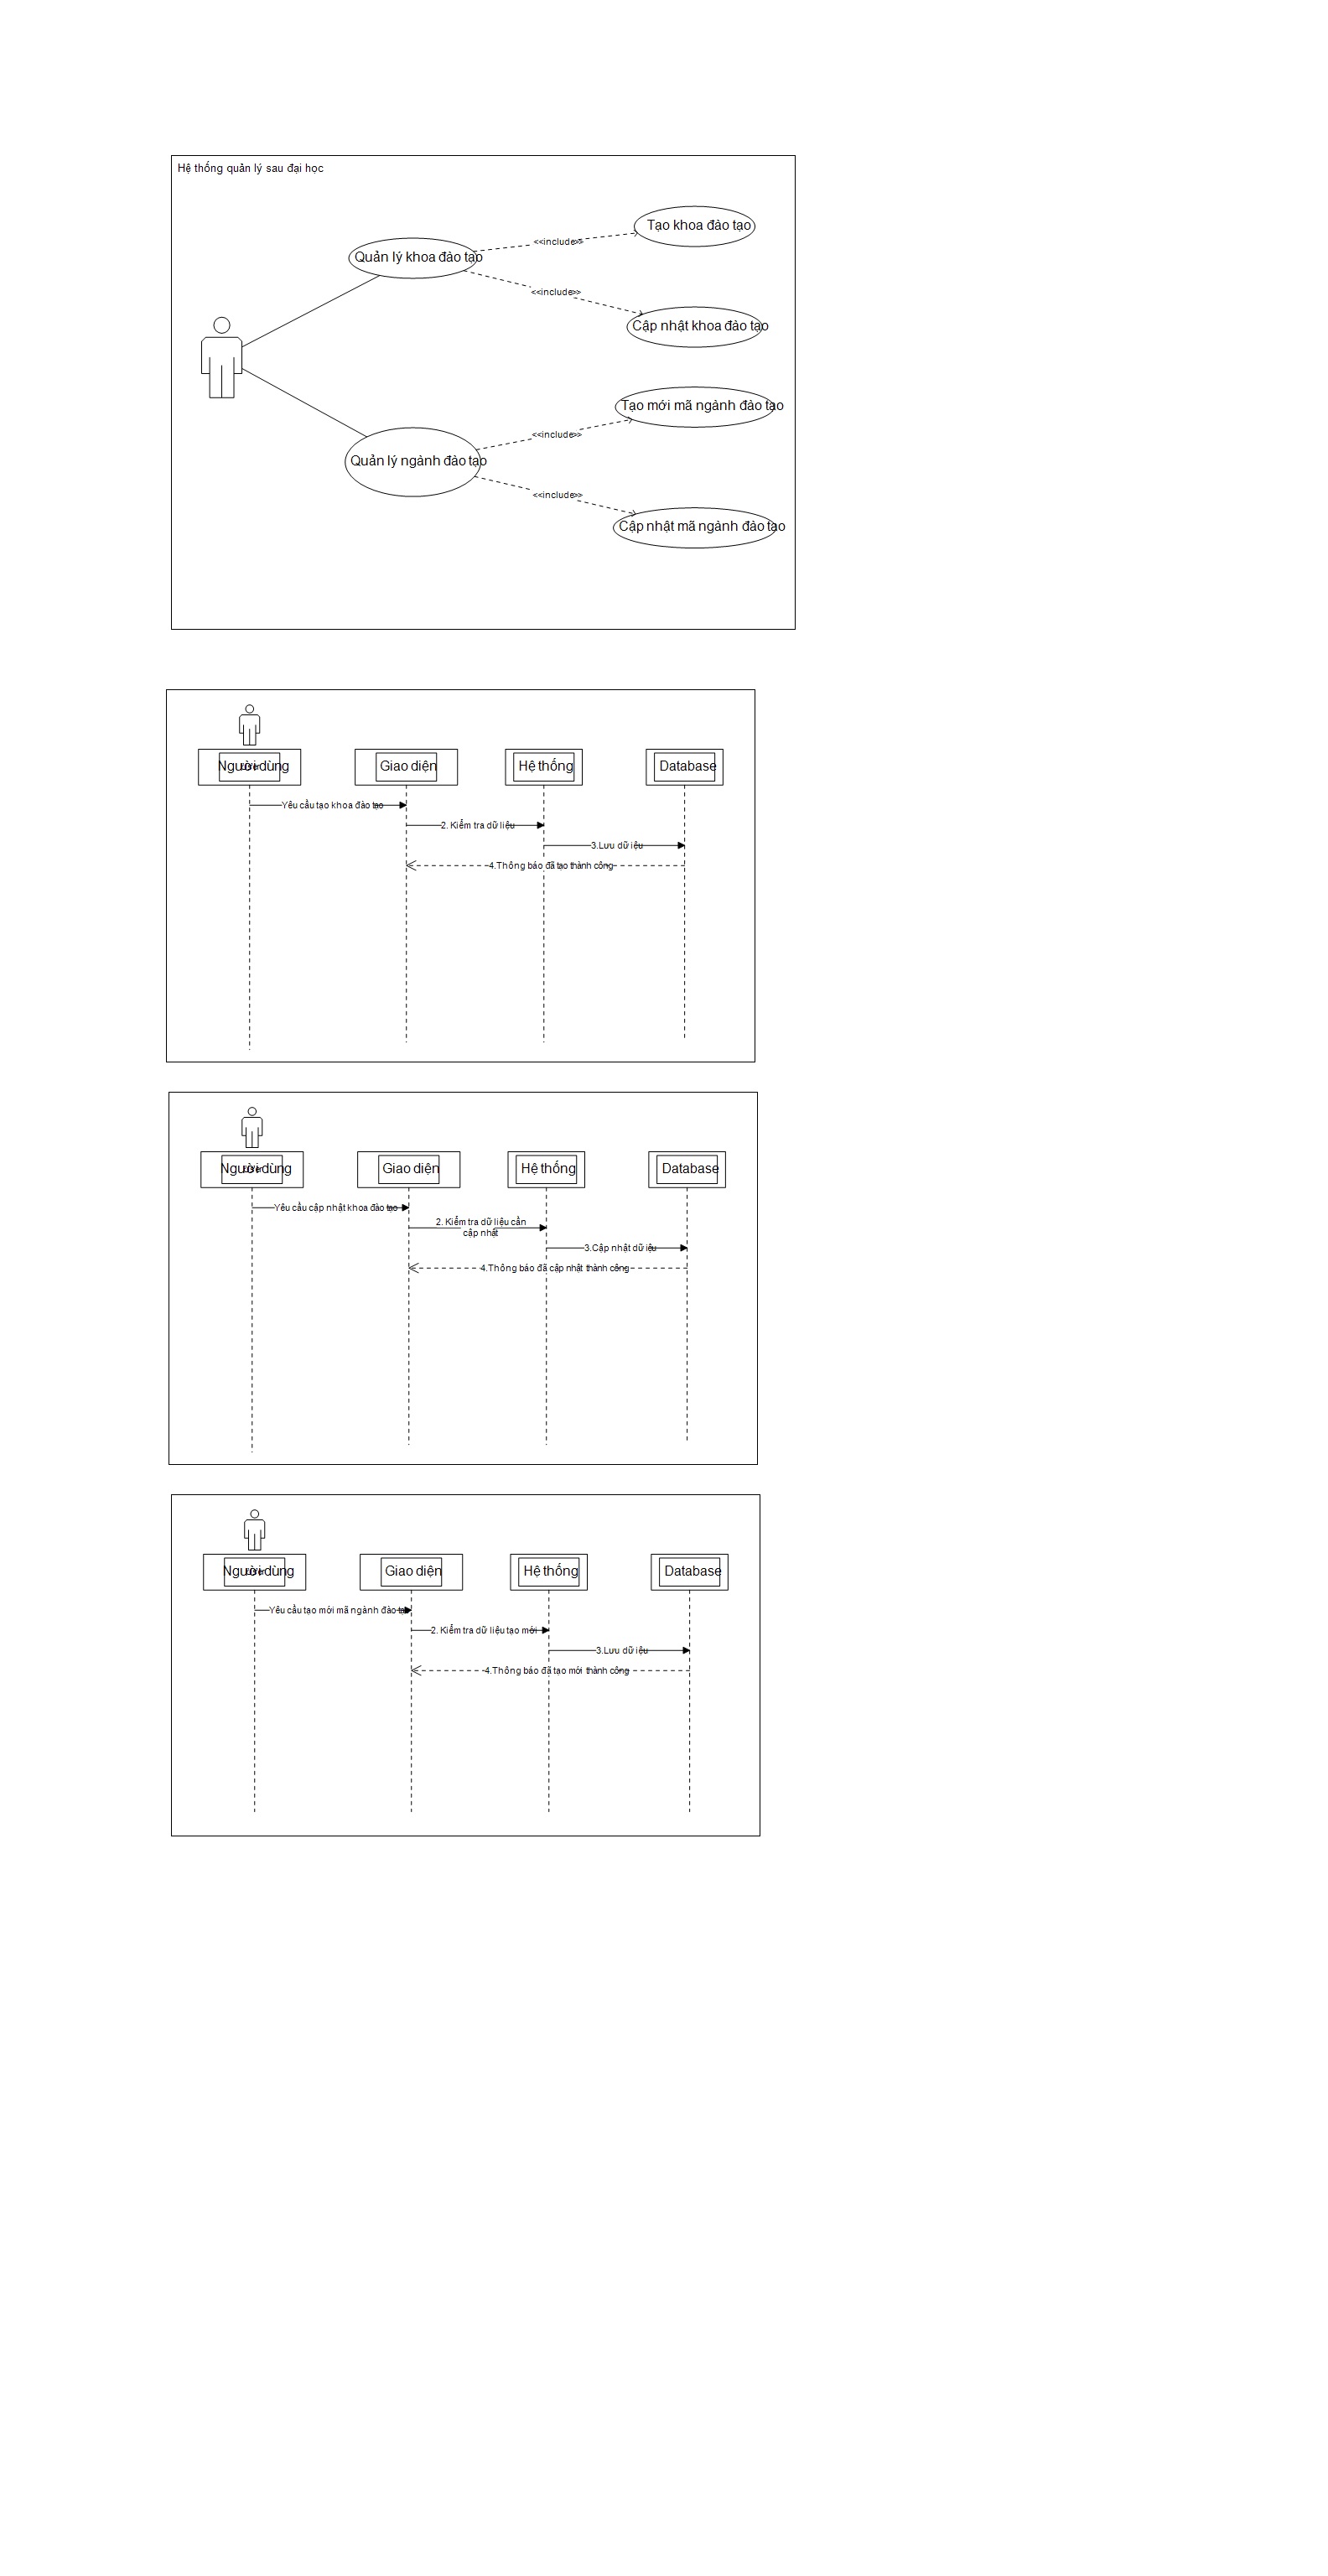 Hệ thống quản lý sau đại học
Tạo khoa đào tạo
<<include>>
Quản lý khoa đào tạo
<<include>>
Cập nhật khoa đào tạo
Tạo mới mã ngành đào tạo
<<include>>
Quản lý ngành đào tạo
<<include>>
Cập nhật mã ngành đào tạo
Người dùng
Giao diện
Hệ thống
Database
Yêu cầu tạo khoa đào tạo
2. Kiểm tra dữ liệu
3.Lưu dữ iệu
4.Thông báo đã tạo thành công
Người dùng
Giao diện
Hệ thống
Database
Yêu cầu cập nhật khoa đào tạo
2. Kiểm tra dữ liệu cần
cập nhật
3.Cập nhật dữ iệu
4.Thông báo đã cập nhật thành công
Người dùng
Giao diện
Hệ thống
Database
Yêu cầu tạo mới mã ngành đào tạo
2. Kiểm tra dữ liệu tạo mới
3.Lưu dữ iệu
4.Thông báo đã tạo mới thành công